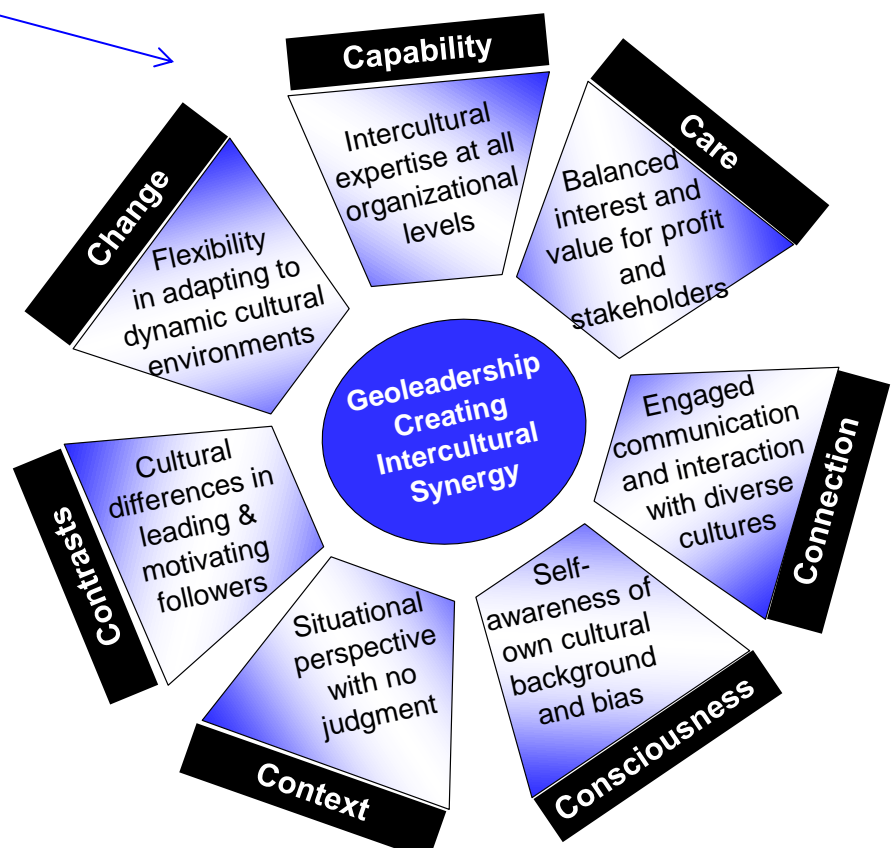 Capability
Intercultural
expertise at all
organizational
levels
Care
Balanced
interest and
value for profit
and
stakeholders
Connection
Engaged
communication
and interaction
with diverse
cultures
Consciousness
Self-
awareness of
own cultural
background
and bias
Context
Situational
perspective
with no
judgment
Contrasts
Cultural
differences in
leading &
motivating
followers
Change
Flexibility
in adapting to
dynamic cultural
environments
Geoleadership
Creating
Intercultural
Synergy